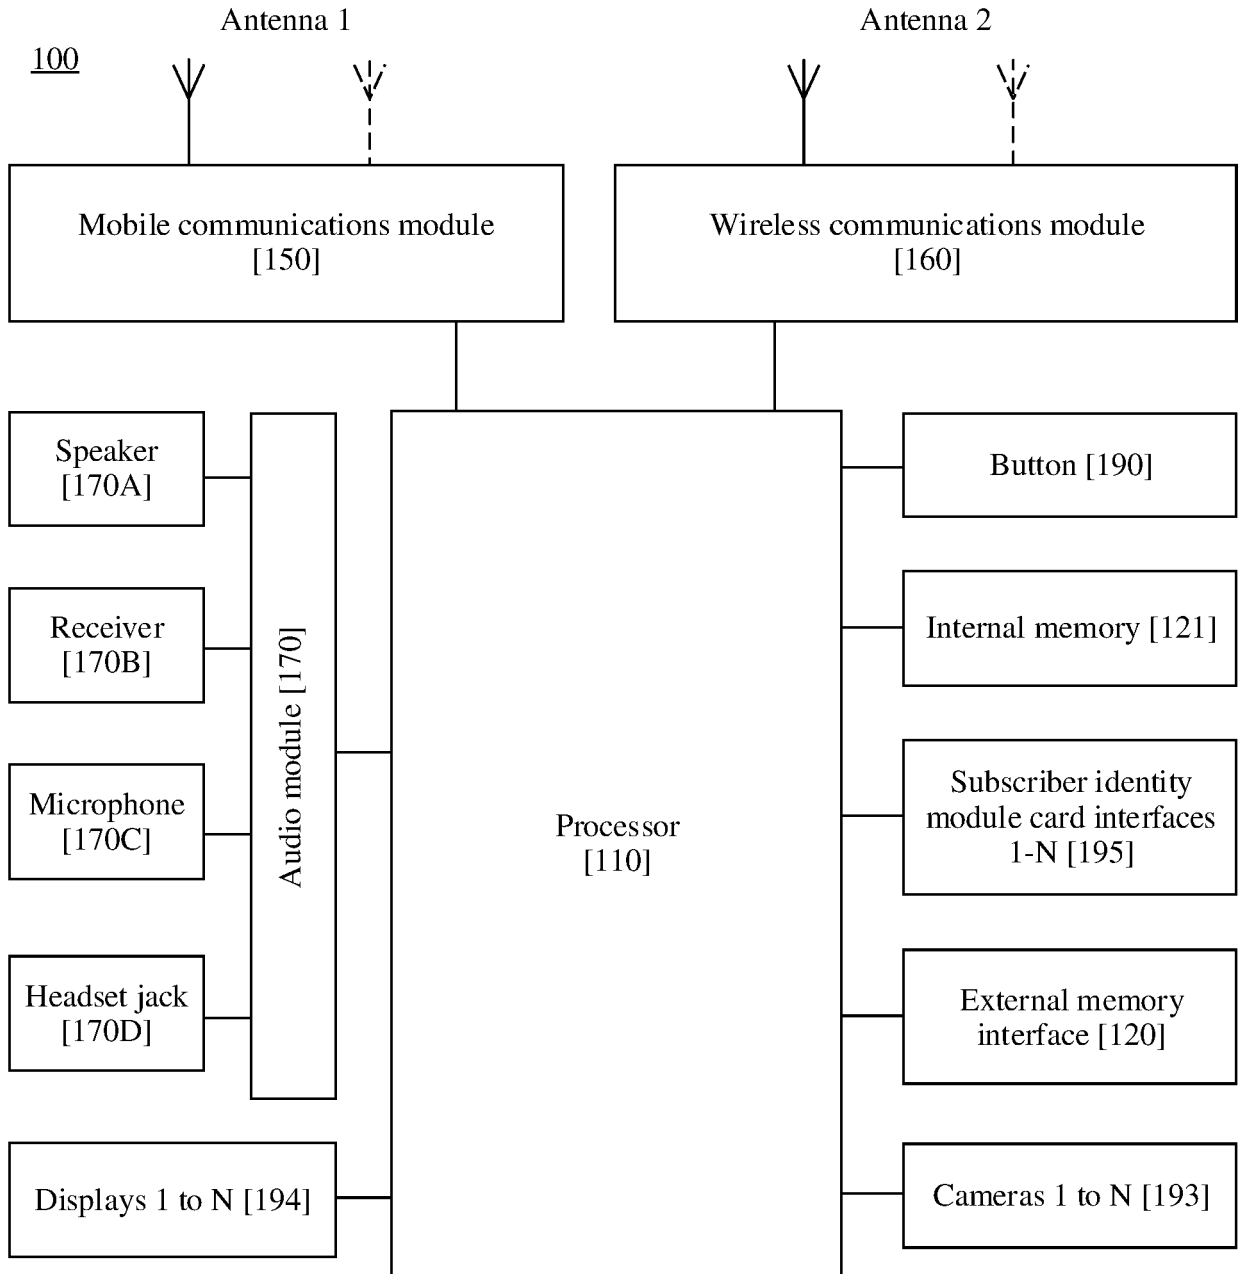 Antenna 1
Antenna 2
100
Mobile communications module
[150]
Wireless communications module
[160]
Speaker
[170A]
Receiver
[170B]
Microphone
[170C]
Headset jack
[170D]
Audio module [170]
Displays 1 to N [194]
Processor
[110]
Button [190]
Internal memory [121]
Subscriber identity
module card interfaces
1-N [195]
External memory
interface [120]
Cameras 1 to N [193]